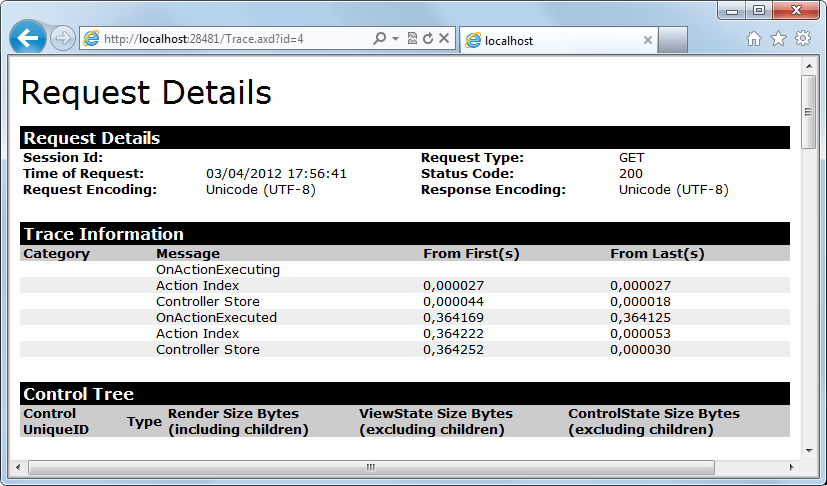 http://localhost:28481/Trace.axd?id=4
localhost
Request Details
Request Details
Session Id: Request Type: GET
Time of Request: 03/04/2012 17:56:41 Status Code: 200
Request Encoding: Unicode (UTF-8) Response Encoding: Unicode (UTF-8)
Trace Information
Category Message From First(s) From Last(s)
OnActionExecuting
Action Index 0,000027 0,000027
Controller Store 0,000044 0,000018
OnActionExecuted 0,364169 0,364125
Action Index 0,364222 0,000053
Controller Store 0,364252 0,000030
Control Tree
Control UniqueID Type Render Size Bytes (including children) ViewState Size Bytes (excluding children) ControlState Size Bytes (excluding children)